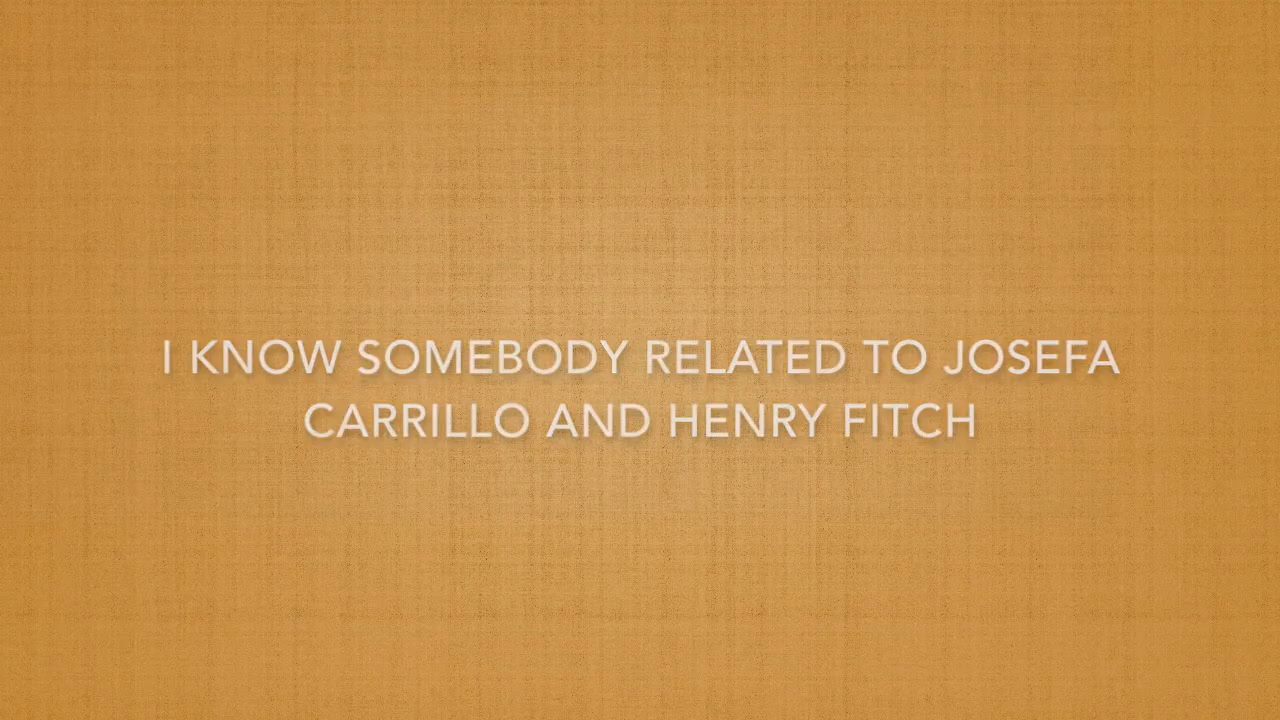 I KNOW SOMEBODY RELATED TO JOSEFA
CARRILLO AND HENRY FITCH